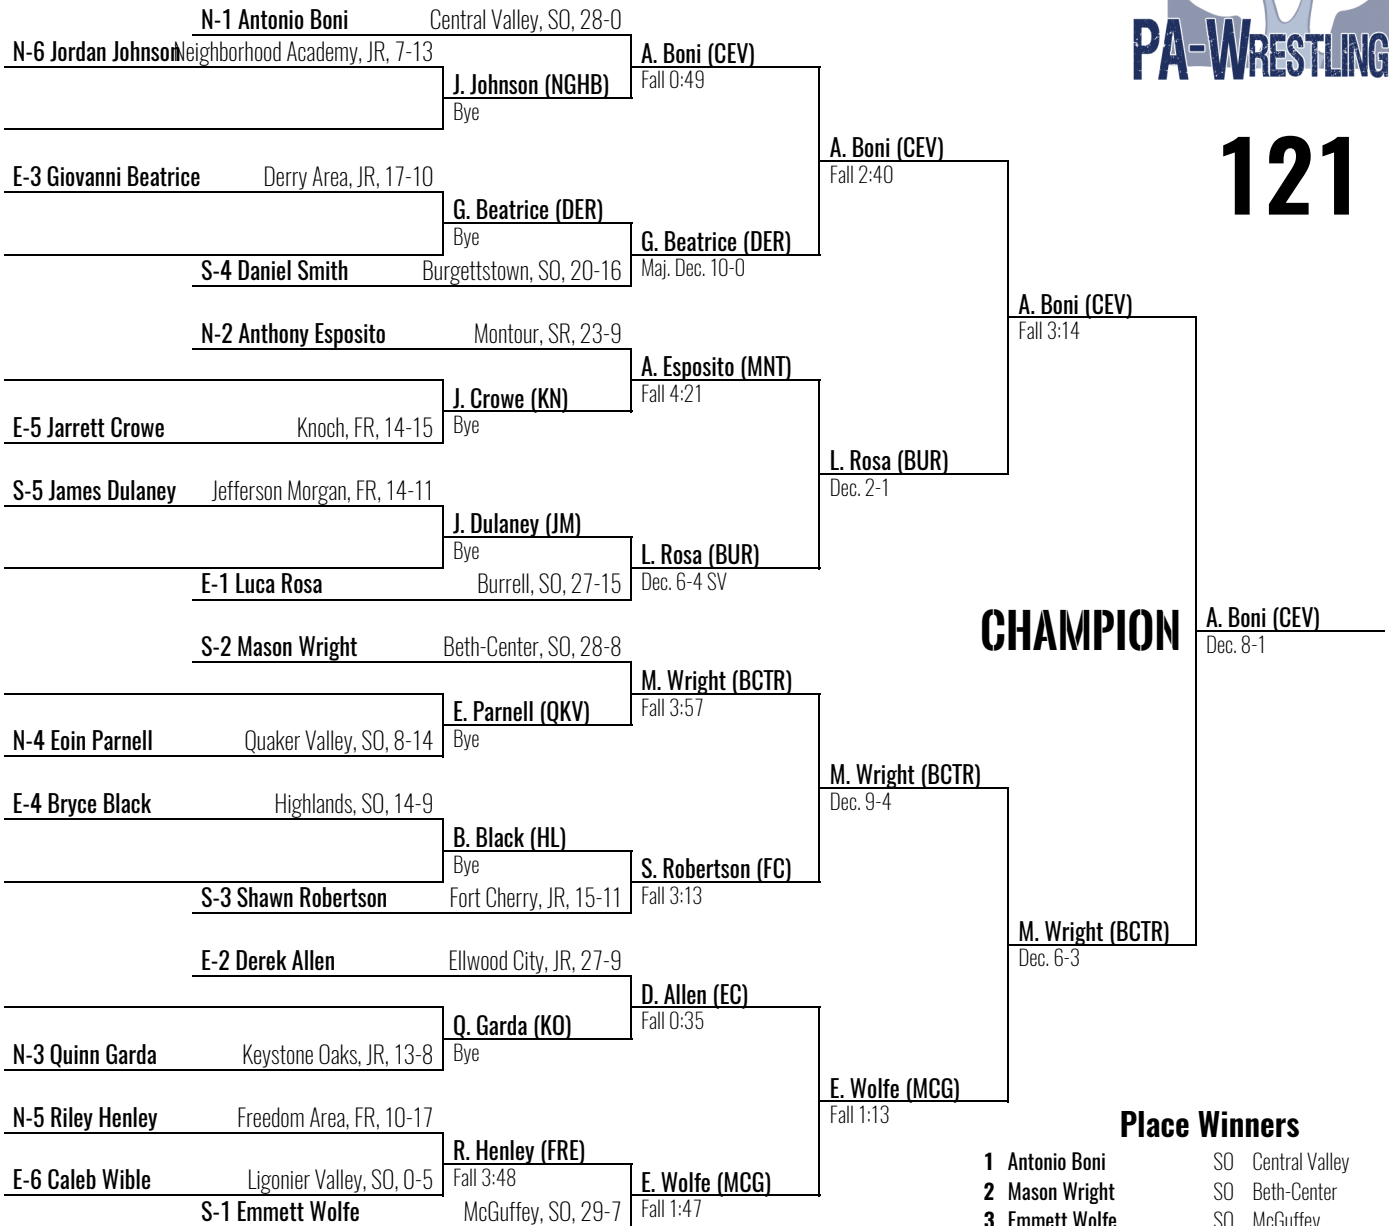 N-1 Antonio Boni Central Valley, SO, 28-0
N-6 Jordan Johnson Neighborhood Academy, JR, 7-13
A. Boni (CEV)
Fall 0:49
J. Johnson (NGHB)
Bye
PA-WRESTLING
121
A. Boni (CEV)
Fall 2:40
E-3 Giovanni Beatrice Derry Area, JR, 17-10
G. Beatrice (DER)
Bye
G. Beatrice (DER)
Maj. Dec. 10-0
S-4 Daniel Smith Burgettstown, SO, 20-16
A. Boni (CEV)
Fall 3:14
N-2 Anthony Esposito Montour, SR, 23-9
A. Esposito (MNT)
Fall 4:21
J. Crowe (KN)
Bye
E-5 Jarrett Crowe Knoch, FR, 14-15
L. Rosa (BUR)
Dec. 2-1
S-5 James Dulaney Jefferson Morgan, FR, 14-11
J. Dulaney (JM)
Bye
L. Rosa (BUR)
Dec. 6-4 SV
E-1 Luca Rosa Burrell, SO, 27-15
CHAMPION
A. Boni (CEV)
Dec. 8-1
S-2 Mason Wright Beth-Center, SO, 28-8
M. Wright (BCTR)
Fall 3:57
E. Parnell (QKV)
Bye
N-4 Eoin Parnell Quaker Valley, SO, 8-14
M. Wright (BCTR)
Dec. 9-4
E-4 Bryce Black Highlands, SO, 14-9
B. Black (HL)
Bye
S. Robertson (FC)
Fall 3:13
S-3 Shawn Robertson Fort Cherry, JR, 15-11
M. Wright (BCTR)
Dec. 6-3
E-2 Derek Allen Ellwood City, JR, 27-9
D. Allen (EC)
Fall 0:35
Q. Garda (KO)
Bye
N-3 Quinn Garda Keystone Oaks, JR, 13-8
E. Wolfe (MCG)
Fall 1:13
N-5 Riley Henley Freedom Area, FR, 10-17
R. Henley (FRE)
Fall 3:48
E-6 Caleb Wible Ligonier Valley, SO, 0-5
E. Wolfe (MCG)
Fall 1:47
S-1 Emmett Wolfe McGuffey, SO, 29-7
Place Winners
1 Antonio Boni SO Central Valley
2 Mason Wright SO Beth-Center
3 Emmett Wolfe SO McGuffey